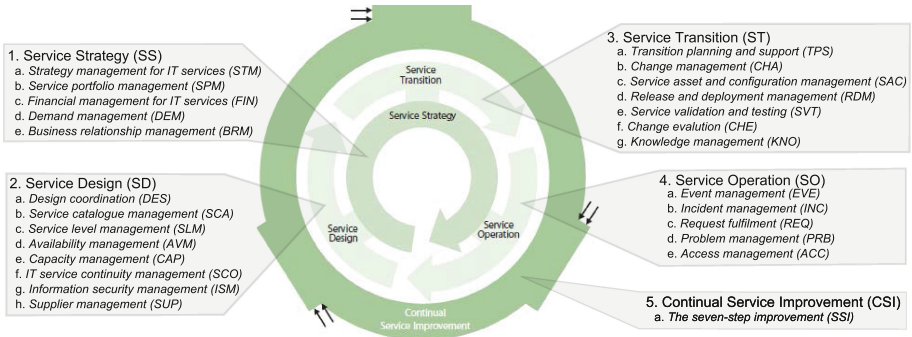 1. Service Strategy (SS)
a. Strategy management for IT services (STM)
b. Service portfolio management (SPM)
c. Financial management for IT services (FIN)
d. Demand management (DEM)
e. Business relationship management (BRM)
2. Service Design (SD)
a. Design coordination (DES)
b. Service catalogue management (SCA)
c. Service level management (SLM)
d. Availability management (AVM)
e. Capacity management (CAP)
f. IT service continuity management (SCO)
g. Information security management (ISM)
h. Supplier management (SUP)
Service
Transition
Service Strategy
Service
Design
Service
Operation
Continual
Service Improvement
3. Service Transition (ST)
a. Transition planning and support (TPS)
b. Change management (CHA)
c. Service asset and configuration management (SAC)
d. Release and deployment management (RDM)
e. Service validation and testing (SVT)
f. Change evalution (CHE)
g. Knowledge management (KNO)
4. Service Operation (SO)
a. Event management (EVE)
b. Incident management (INC)
c. Request fulfilment (REQ)
d. Problem management (PRB)
e. Access management (ACC)
5. Continual Service Improvement (CSI)
a. The seven-step improvement (SSI)